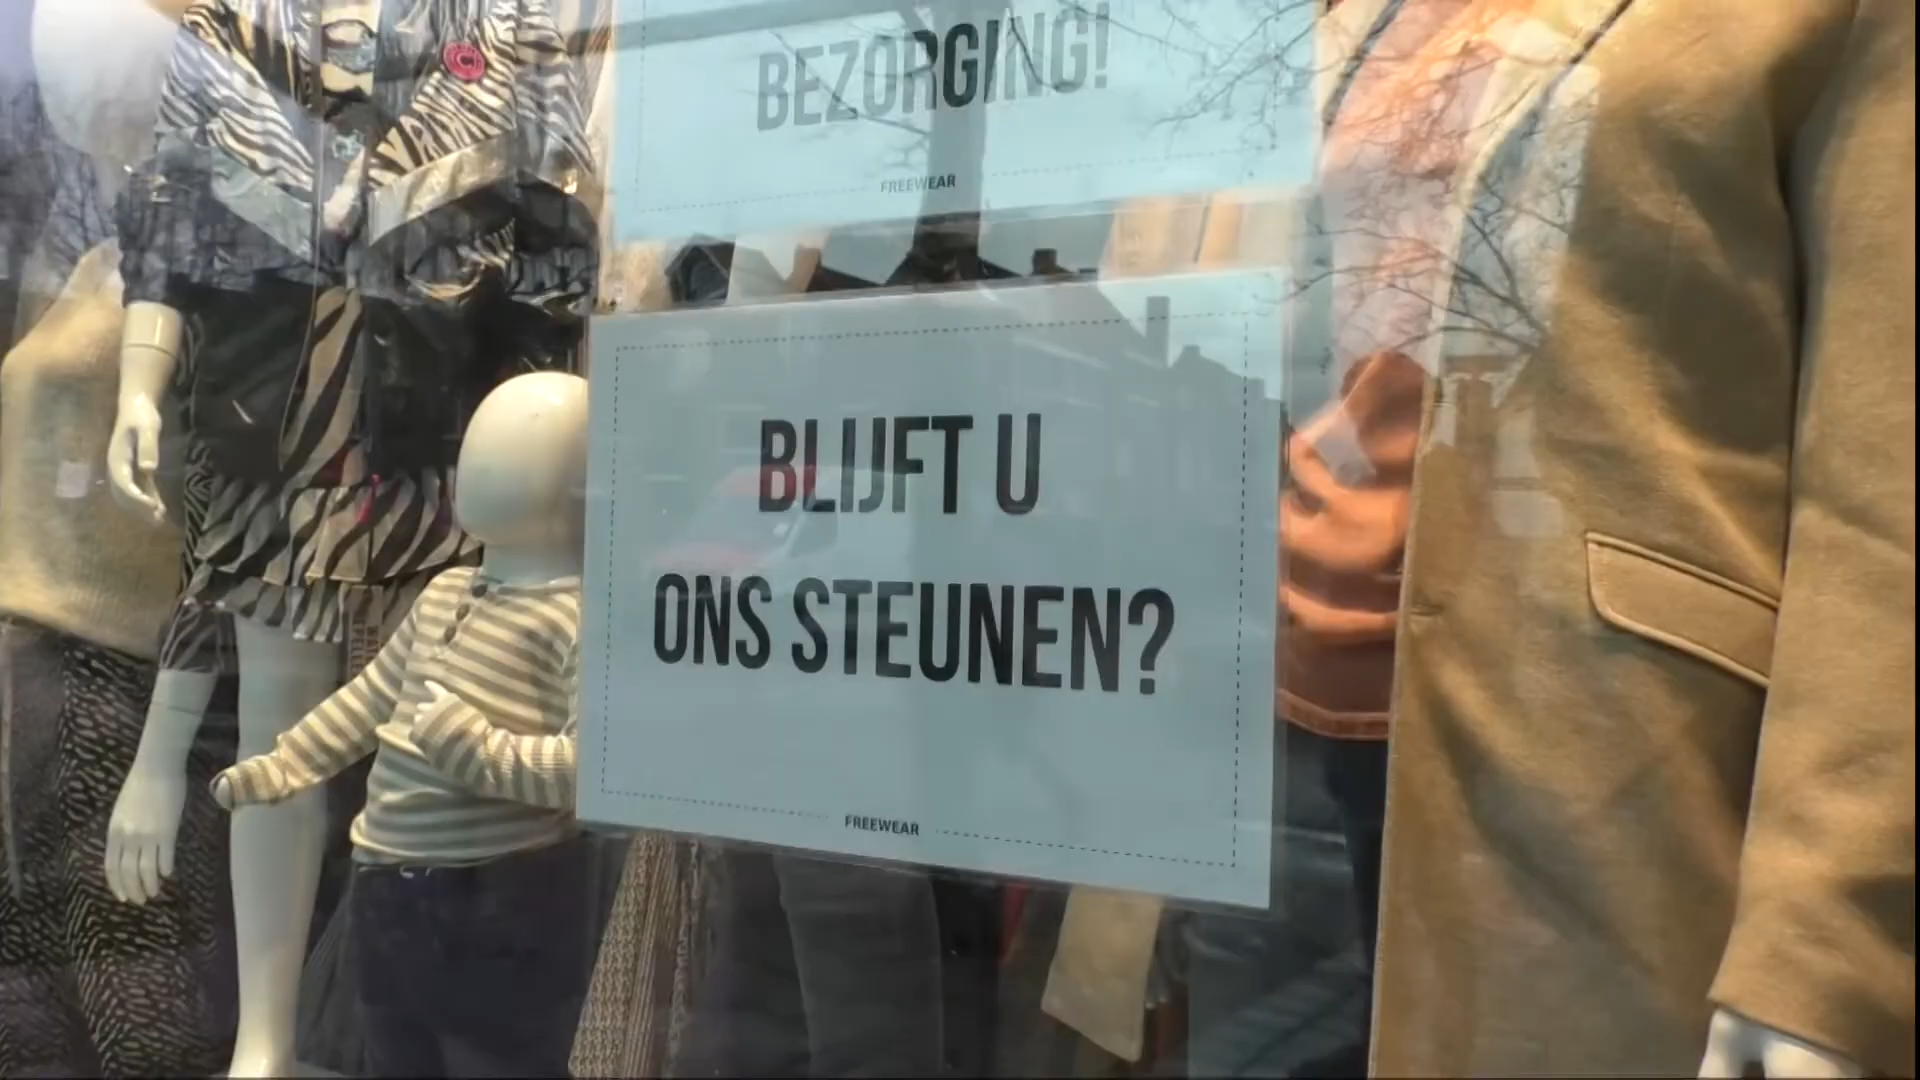 BEZORGING!
FREEWEAR
BLIJFT U
ONS STEUNEN?
FREEWEAR